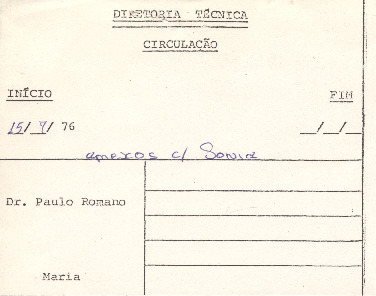 DIRETORIA TÉCNICA
CIRCULAÇÃO
INÍCIO FIM
15/ 9/ 76 __/__/__
anexos c/ Sonia
Dr. Paulo Romano
Maria